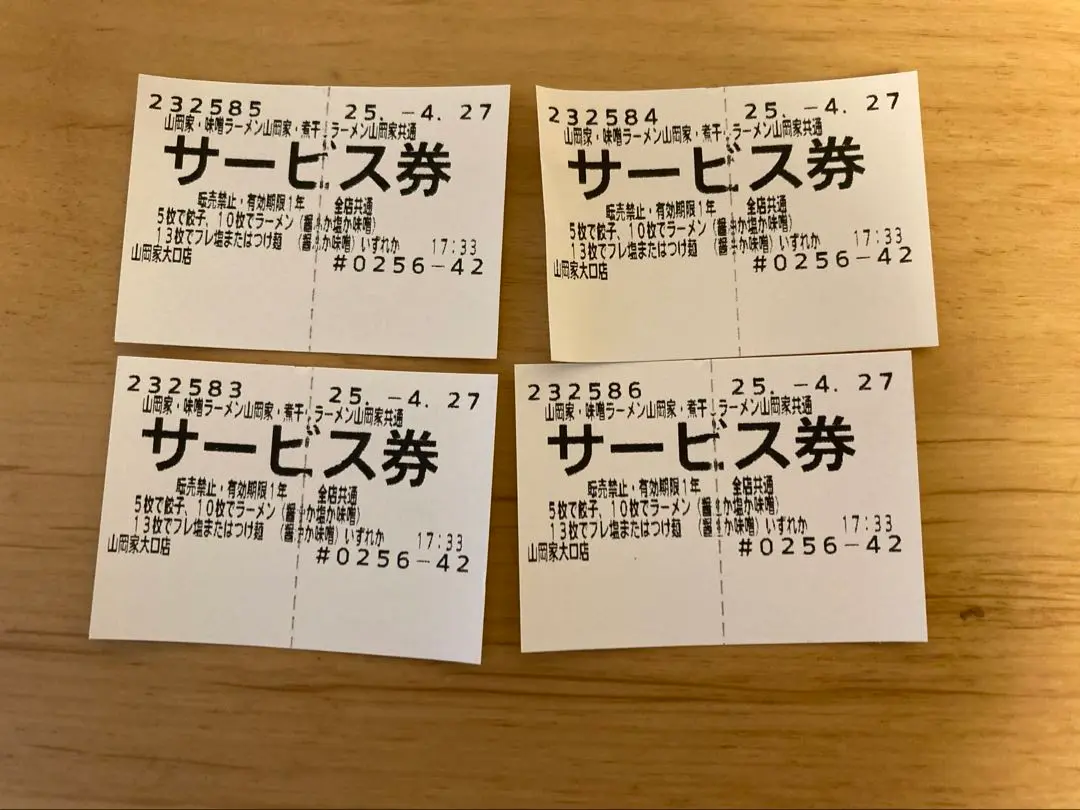 232585 25.-4.27
山岡家・味噌ラーメン山岡家・煮干しラーメン山岡家共通
サービス券
転売禁止・有効期限1年 全店共通
5枚で餃子、10枚でラーメン（醤油か塩か味噌）
13枚でプレ塩またはつけ麺（醤油か味噌）いずれか 17:33
山岡家大口店 #0256-42
232584 25.-4.27
山岡家・味噌ラーメン山岡家・煮干しラーメン山岡家共通
サービス券
転売禁止・有効期限1年 全店共通
5枚で餃子、10枚でラーメン（醤油か塩か味噌）
13枚でプレ塩またはつけ麺（醤油か味噌）いずれか 17:33
山岡家大口店 #0256-42
232583 25.-4.27
山岡家・味噌ラーメン山岡家・煮干しラーメン山岡家共通
サービス券
転売禁止・有効期限1年 全店共通
5枚で餃子、10枚でラーメン（醤油か塩か味噌）
13枚でプレ塩またはつけ麺（醤油か味噌）いずれか 17:33
山岡家大口店 #0256-42
232586 25.-4.27
山岡家・味噌ラーメン山岡家・煮干しラーメン山岡家共通
サービス券
転売禁止・有効期限1年 全店共通
5枚で餃子、10枚でラーメン（醤油か塩か味噌）
13枚でプレ塩またはつけ麺（醤油か味噌）いずれか 17:33
山岡家大口店 #0256-42